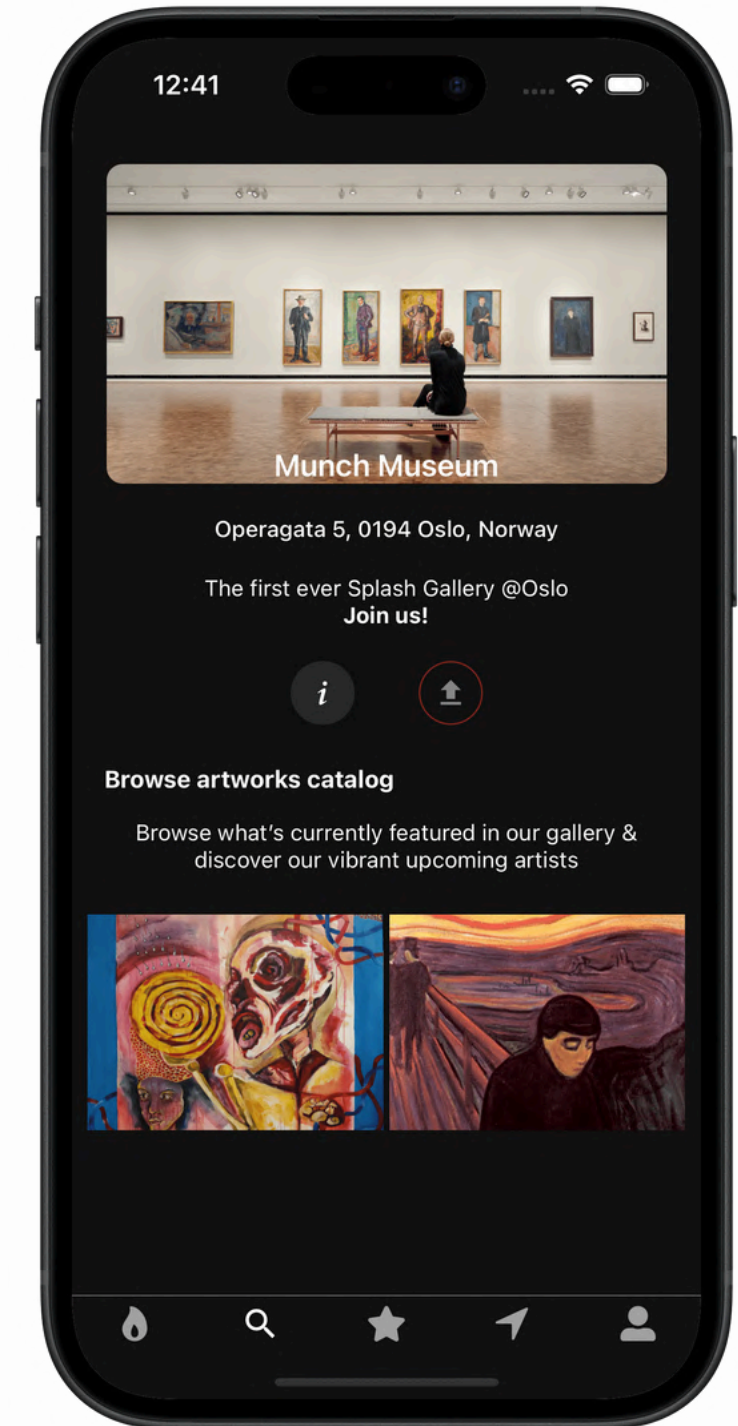 12:41
Munch Museum
Operagata 5, 0194 Oslo, Norway
The first ever Splash Gallery @Oslo
Join us!
i
Browse artworks catalog
Browse what’s currently featured in our gallery &
discover our vibrant upcoming artists